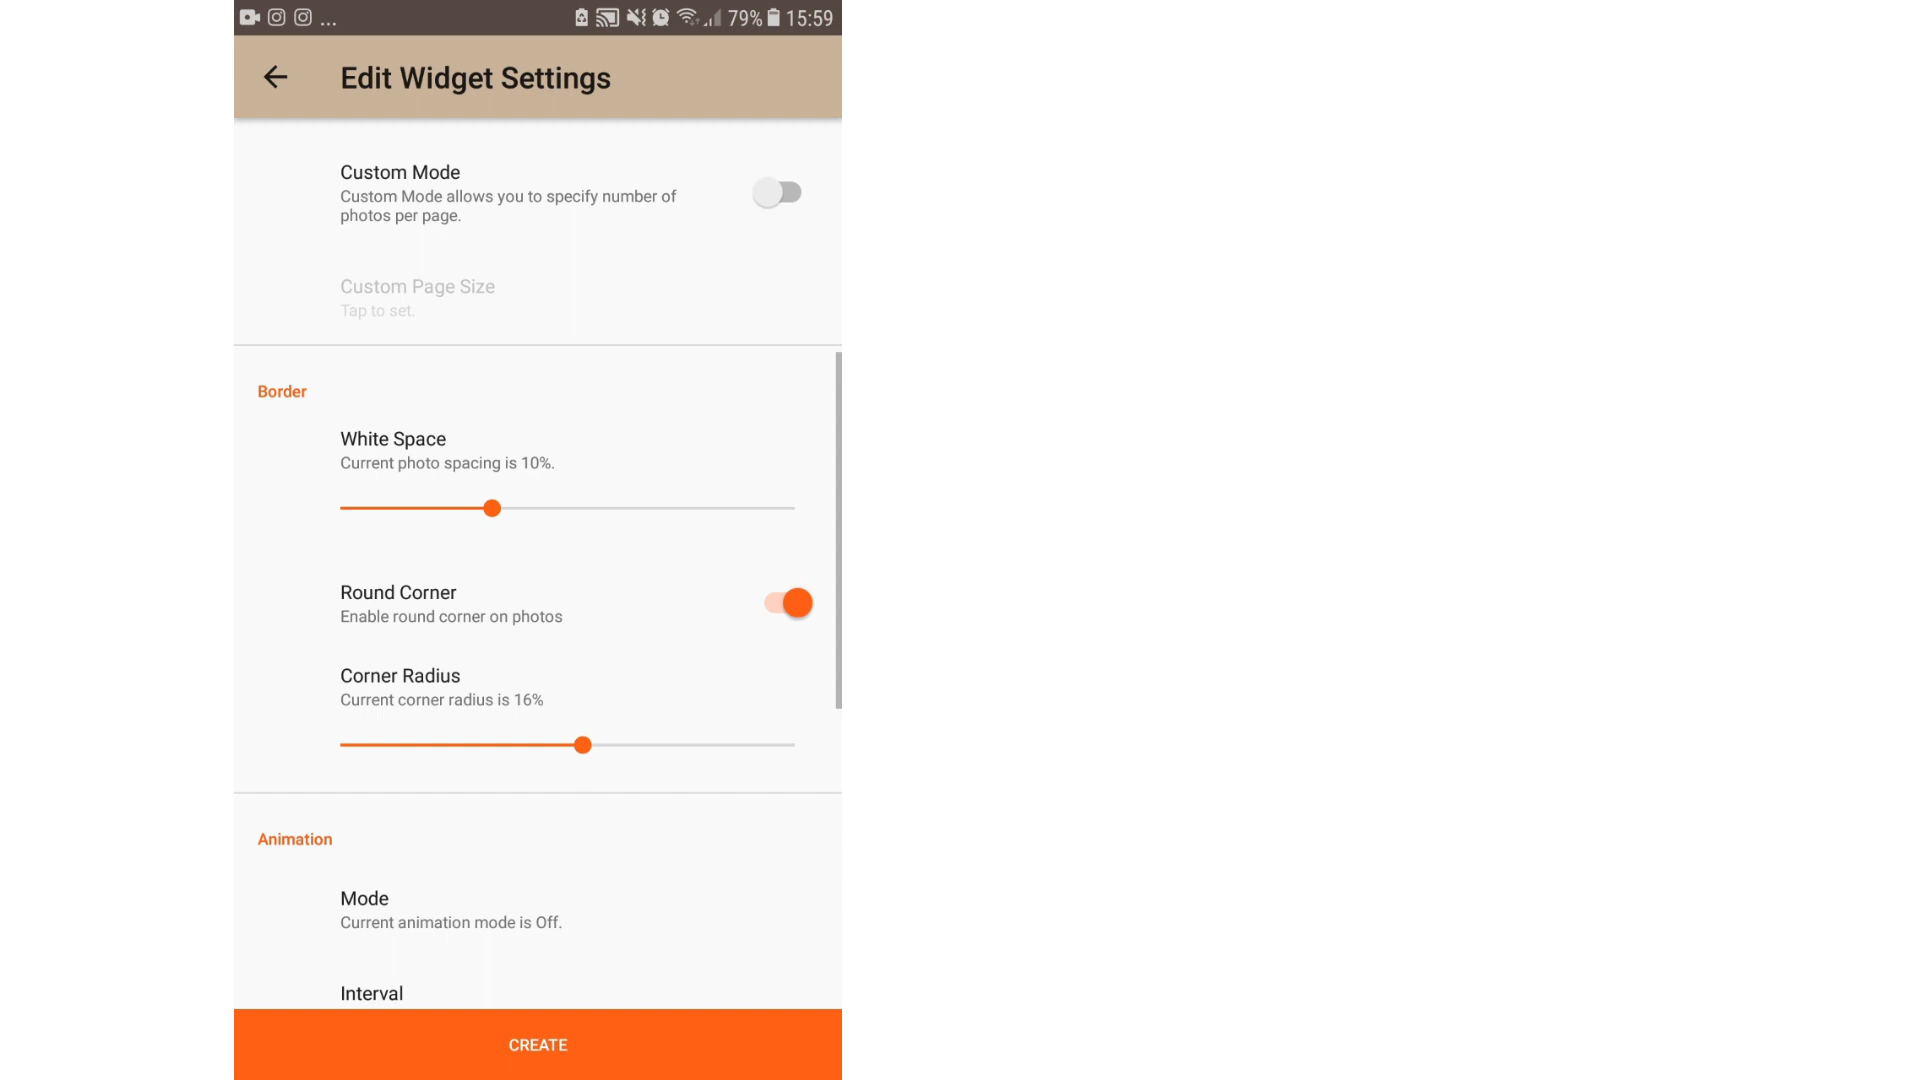 ... 79% 15:59
Edit Widget Settings
Custom Mode
Custom Mode allows you to specify number of
photos per page.
Custom Page Size
Tap to set.
Border
White Space
Current photo spacing is 10%.
Round Corner
Enable round corner on photos
Corner Radius
Current corner radius is 16%
Animation
Mode
Current animation mode is Off.
Interval
CREATE